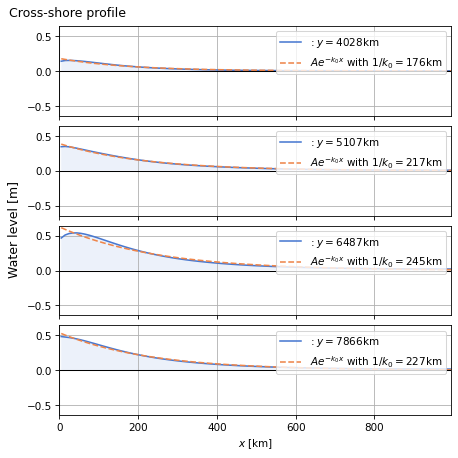 Cross-shore profile
Water level [m]
0.5
0.0
−0.5
: y = 4028km
Ae^{−k₀x} with 1/k₀ = 176km
0.5
0.0
−0.5
: y = 5107km
Ae^{−k₀x} with 1/k₀ = 217km
0.5
0.0
−0.5
: y = 6487km
Ae^{−k₀x} with 1/k₀ = 245km
0.5
0.0
−0.5
: y = 7866km
Ae^{−k₀x} with 1/k₀ = 227km
0 200 400 600 800
x [km]